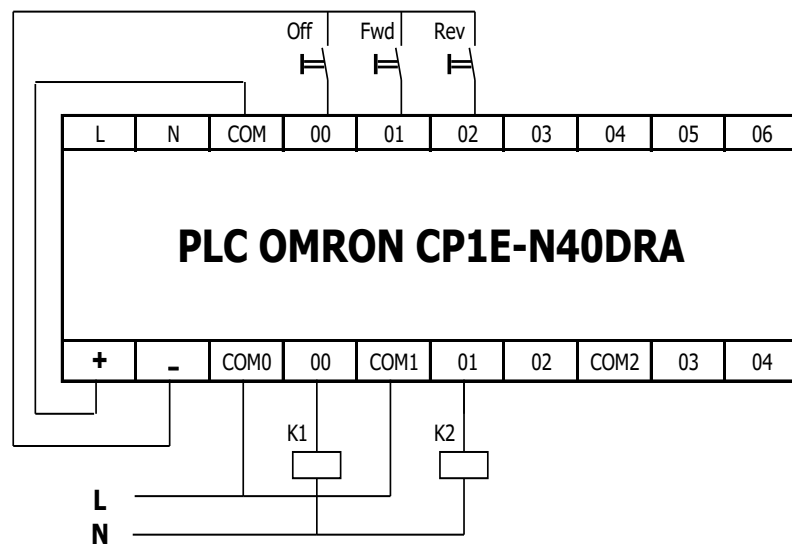 Off Fwd Rev
L N COM 00 01 02 03 04 05 06
PLC OMRON CP1E-N40DRA
+ - COM0 00 COM1 01 02 COM2 03 04
K1 K2
L
N